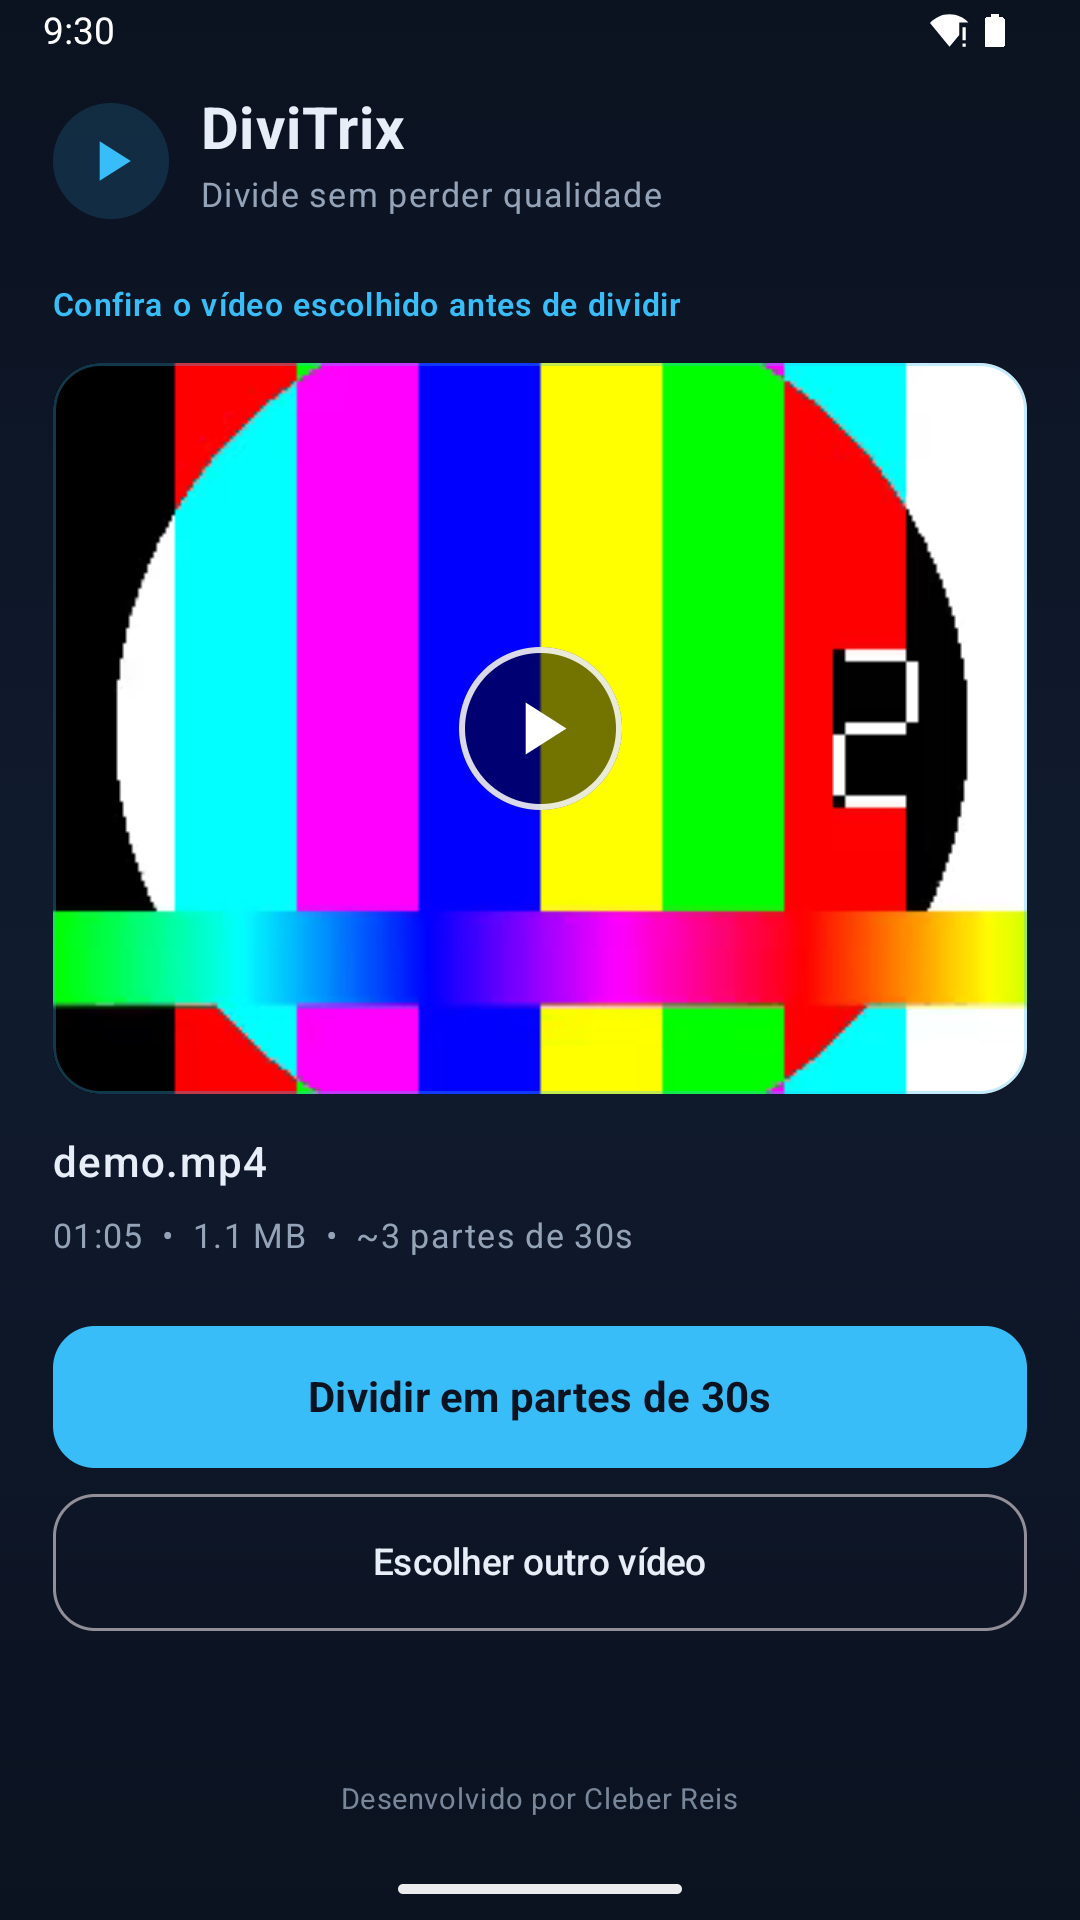 9:30
DiviTrix
Divide sem perder qualidade
Confira o vídeo escolhido antes de dividir
2
demo.mp4
01:05 • 1.1 MB • ~3 partes de 30s
Dividir em partes de 30s
Escolher outro vídeo
Desenvolvido por Cleber Reis